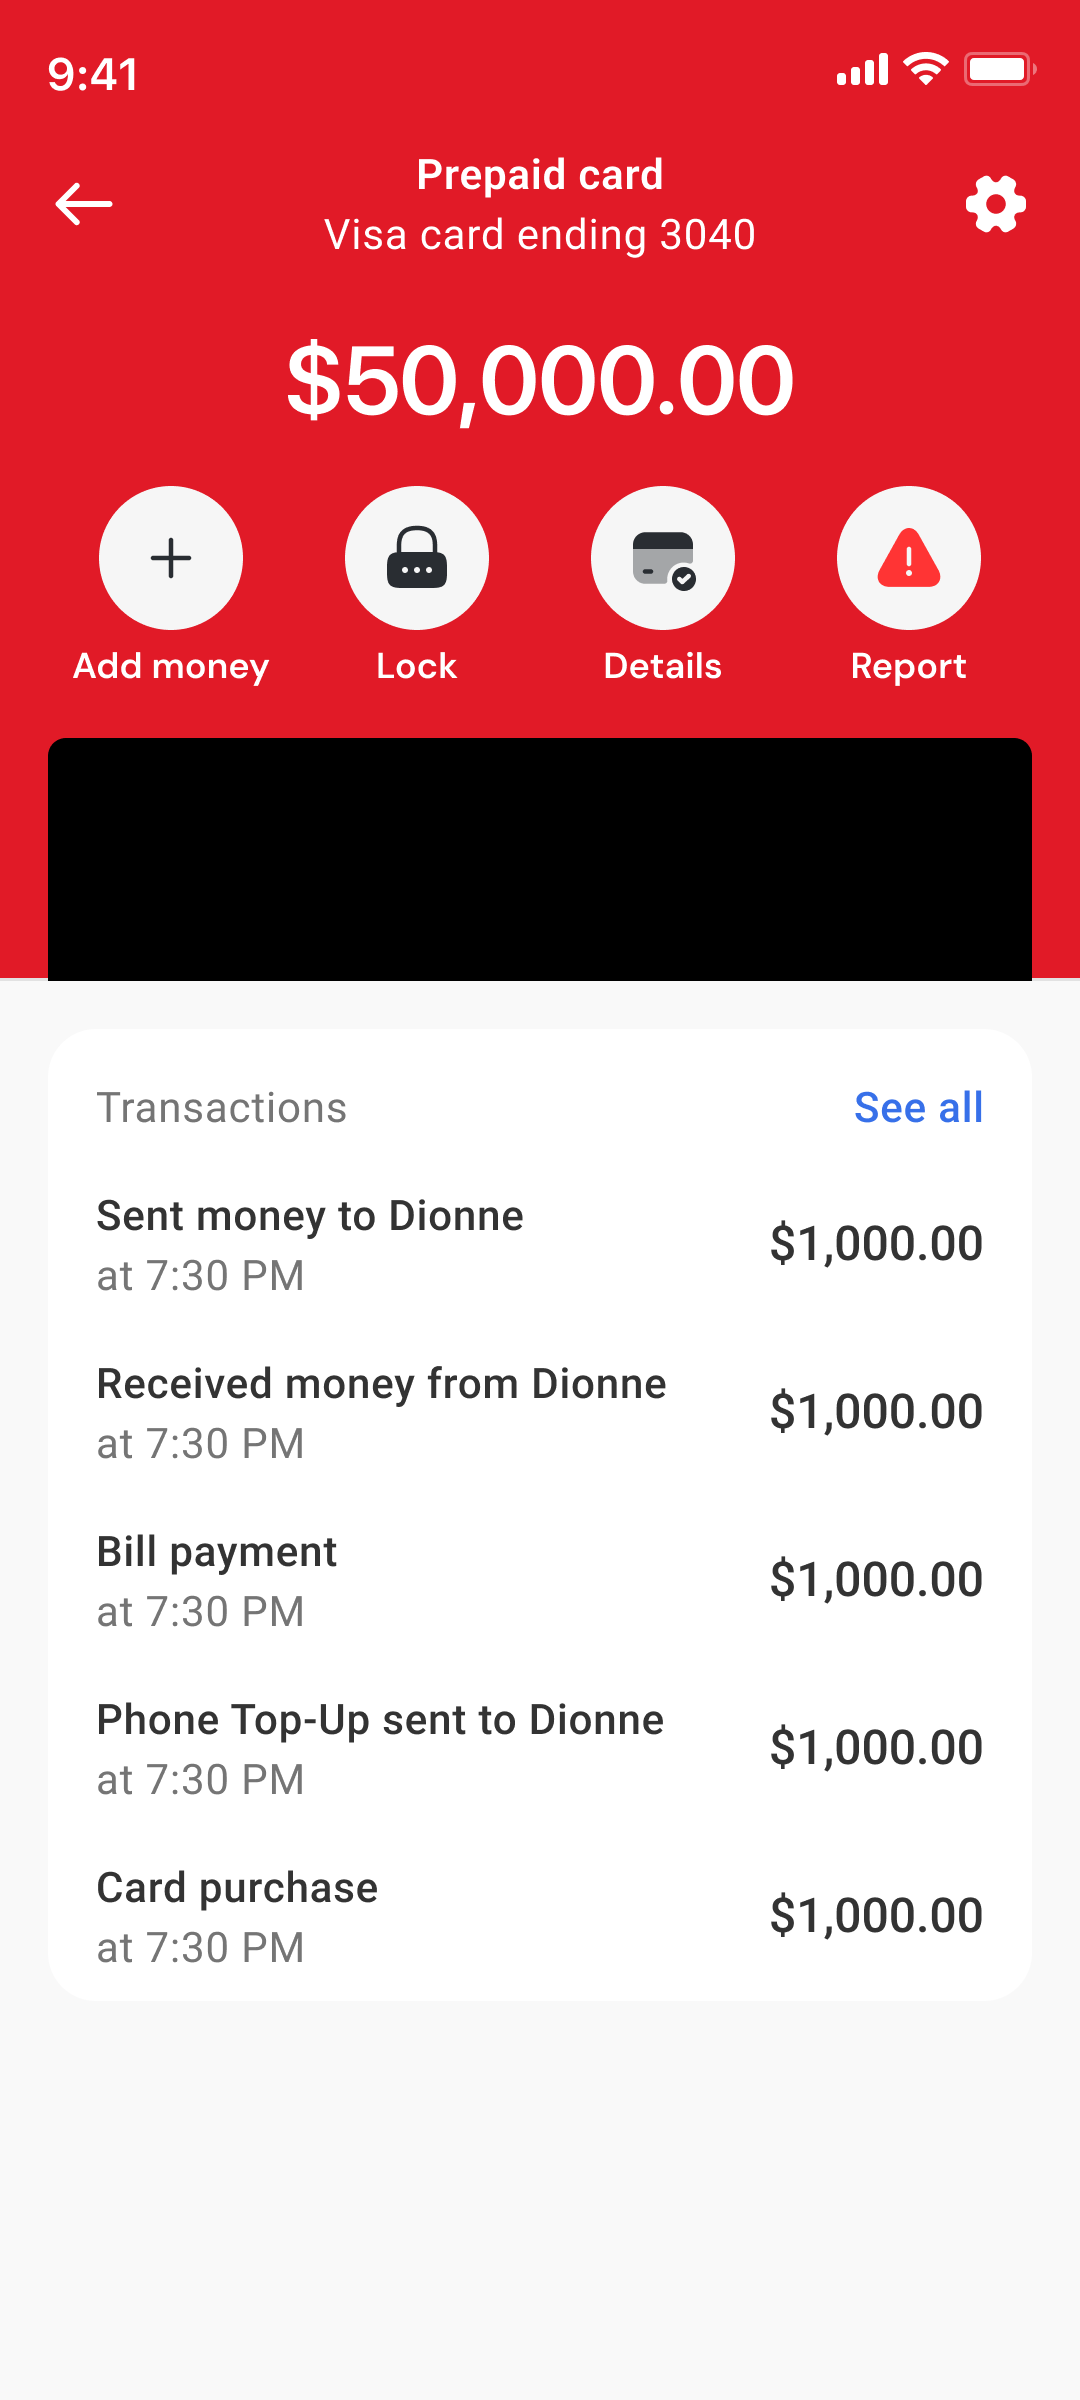 9:41
Prepaid card
Visa card ending 3040
$50,000.00
Add money
Lock
Details
Report
Transactions
See all
Sent money to Dionne
at 7:30 PM
$1,000.00
Received money from Dionne
at 7:30 PM
$1,000.00
Bill payment
at 7:30 PM
$1,000.00
Phone Top-Up sent to Dionne
at 7:30 PM
$1,000.00
Card purchase
at 7:30 PM
$1,000.00